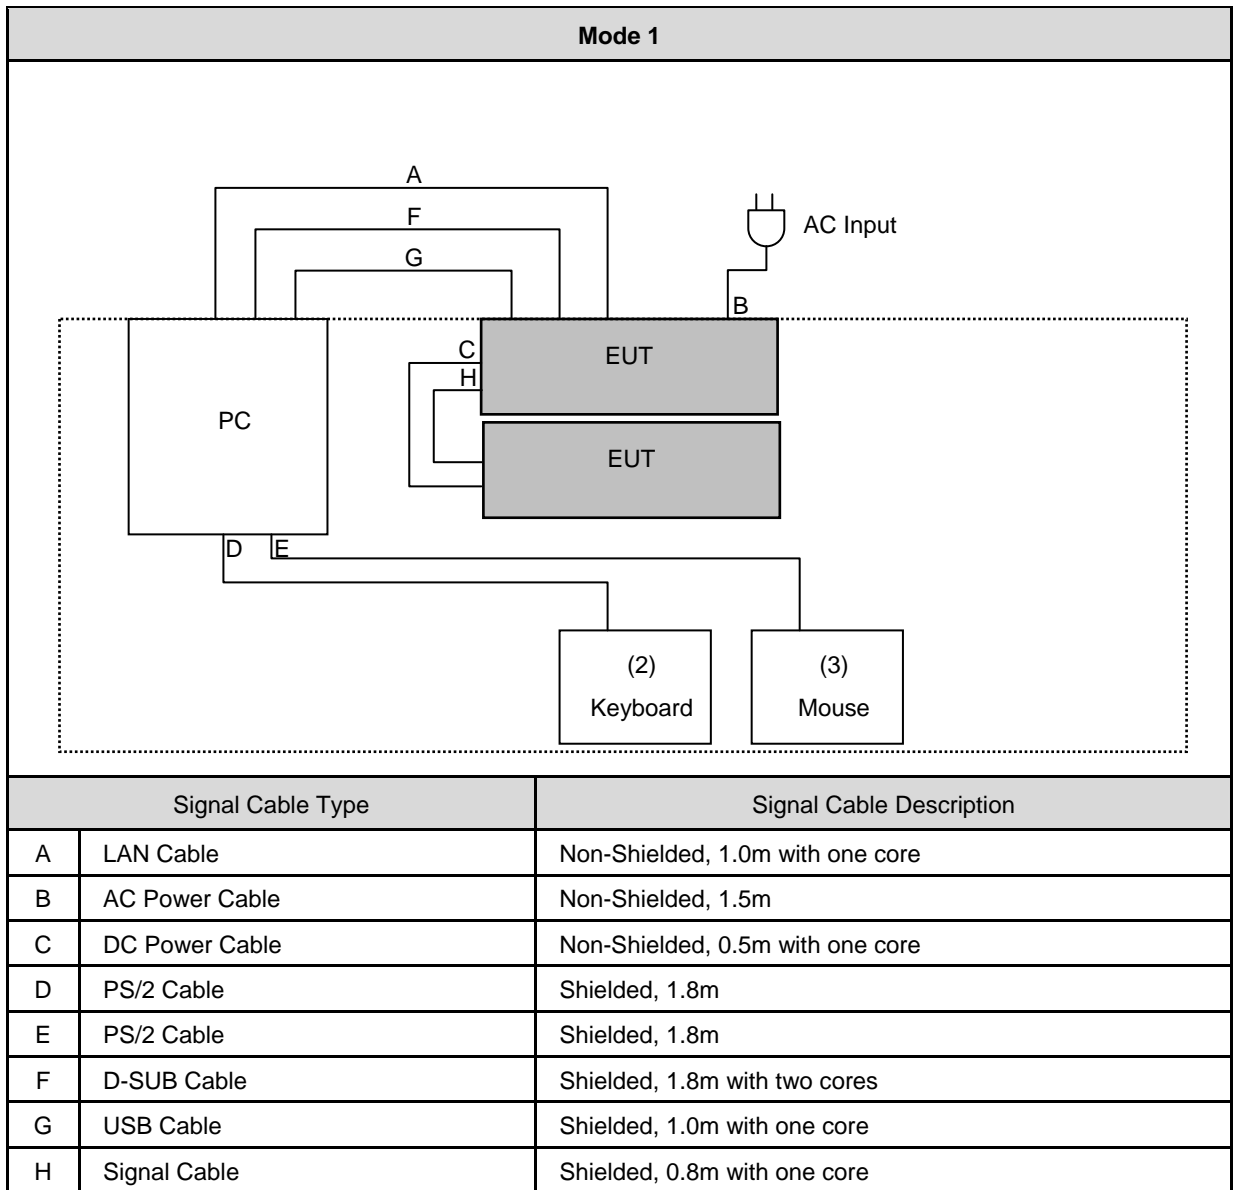 Mode 1
A
F
G
AC Input
B
C
H
EUT
PC
EUT
D
E
(2)
Keyboard
(3)
Mouse
Signal Cable Type Signal Cable Description
A LAN Cable Non-Shielded, 1.0m with one core
B AC Power Cable Non-Shielded, 1.5m
C DC Power Cable Non-Shielded, 0.5m with one core
D PS/2 Cable Shielded, 1.8m
E PS/2 Cable Shielded, 1.8m
F D-SUB Cable Shielded, 1.8m with two cores
G USB Cable Shielded, 1.0m with one core
H Signal Cable Shielded, 0.8m with one core